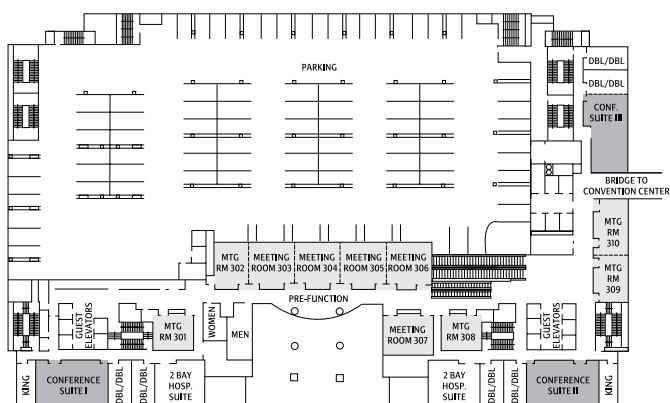 PARKING
DBL/DBL
DBL/DBL
CONF.
SUITE III
BRIDGE TO
CONVENTION CENTER
MTG
RM
310
MTG
RM
309
MTG
RM 302
MEETING
ROOM 303
MEETING
ROOM 304
MEETING
ROOM 305
MEETING
ROOM 306
PRE-FUNCTION
GUEST
ELEVATORS
MTG
RM 301
WOMEN
MEN
MEETING
ROOM 307
MTG
RM 308
GUEST
ELEVATORS
KING
CONFERENCE
SUITE I
DBL/DBL
DBL/DBL
2 BAY
HOSP.
SUITE
2 BAY
HOSP.
SUITE
DBL/DBL
DBL/DBL
CONFERENCE
SUITE II
KING